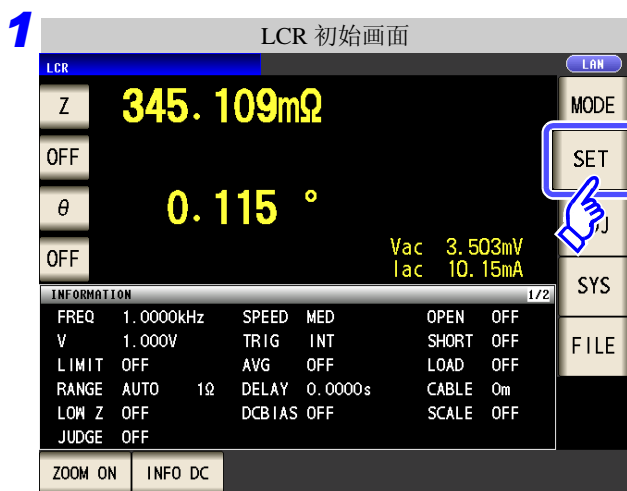 1
LCR 初始画面
LCR
LAN
Z 345.109mΩ
MODE
OFF
SET
θ 0.115 °
OFF
Vac 3.503mV
Iac 10.15mA
SYS
INFORMATION 1/2
FREQ 1.0000kHz SPEED MED OPEN OFF
V 1.000V TRIG INT SHORT OFF
FILE
LIMIT OFF AVG OFF LOAD OFF
RANGE AUTO 1Ω DELAY 0.0000s CABLE 0m
LOW Z OFF DCBIAS OFF SCALE OFF
JUDGE OFF
ZOOM ON INFO DC